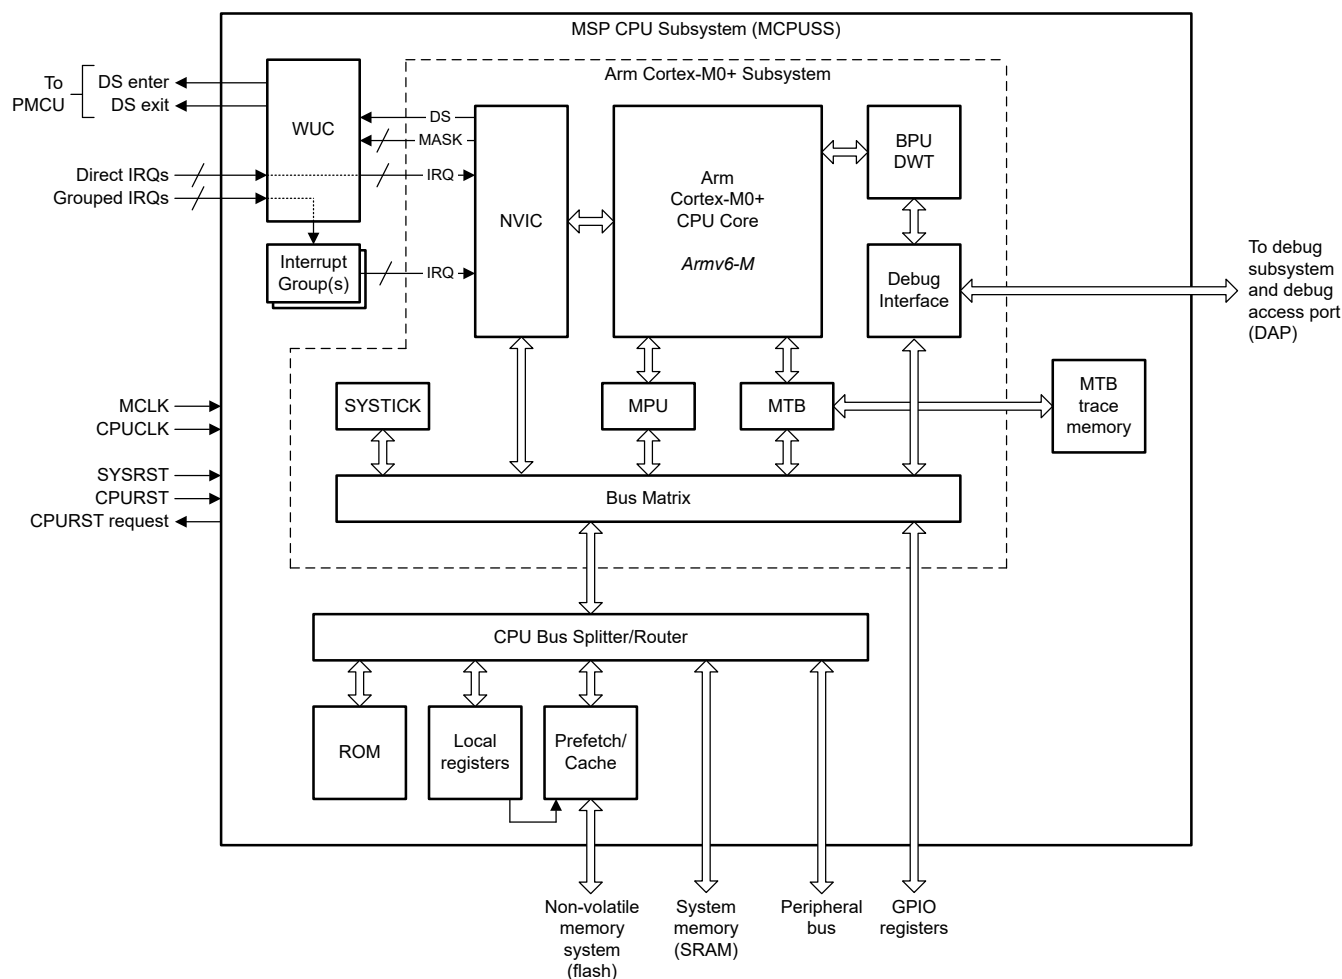 MSP CPU Subsystem (MCPUSS)
Arm Cortex-M0+ Subsystem
To
PMCU
DS enter
DS exit
WUC
DS
MASK
Direct IRQs
Grouped IRQs
IRQ
Interrupt
Group(s)
IRQ
NVIC
Arm
Cortex-M0+
CPU Core
Armv6-M
BPU
DWT
Debug
Interface
To debug
subsystem
and debug
access port
(DAP)
MCLK
CPUCLK
SYSRST
CPURST
CPURST request
SYSTICK
MPU
MTB
MTB
trace
memory
Bus Matrix
CPU Bus Splitter/Router
ROM
Local
registers
Prefetch/
Cache
Non-volatile
memory
system
(flash)
System
memory
(SRAM)
Peripheral
bus
GPIO
registers